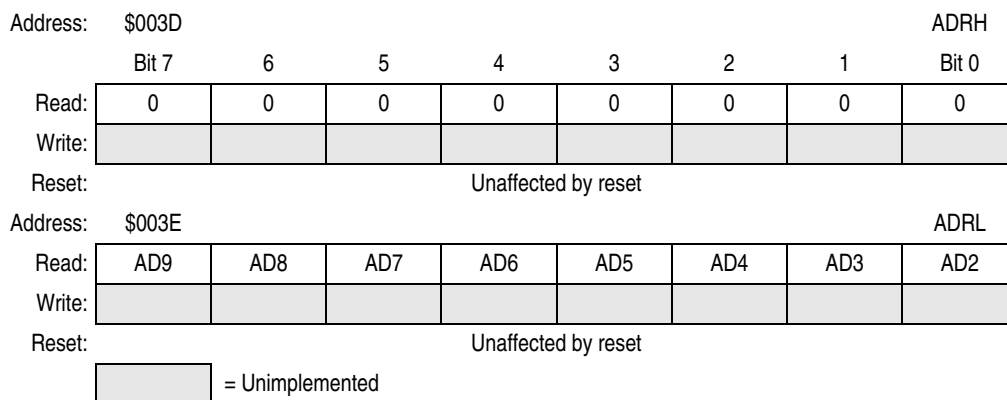 Address: $003D ADRH
Bit 7 6 5 4 3 2 1 Bit 0
Read: 0 0 0 0 0 0 0 0
Write:
Reset: Unaffected by reset
Address: $003E ADRL
Read: AD9 AD8 AD7 AD6 AD5 AD4 AD3 AD2
Write:
Reset: Unaffected by reset
= Unimplemented